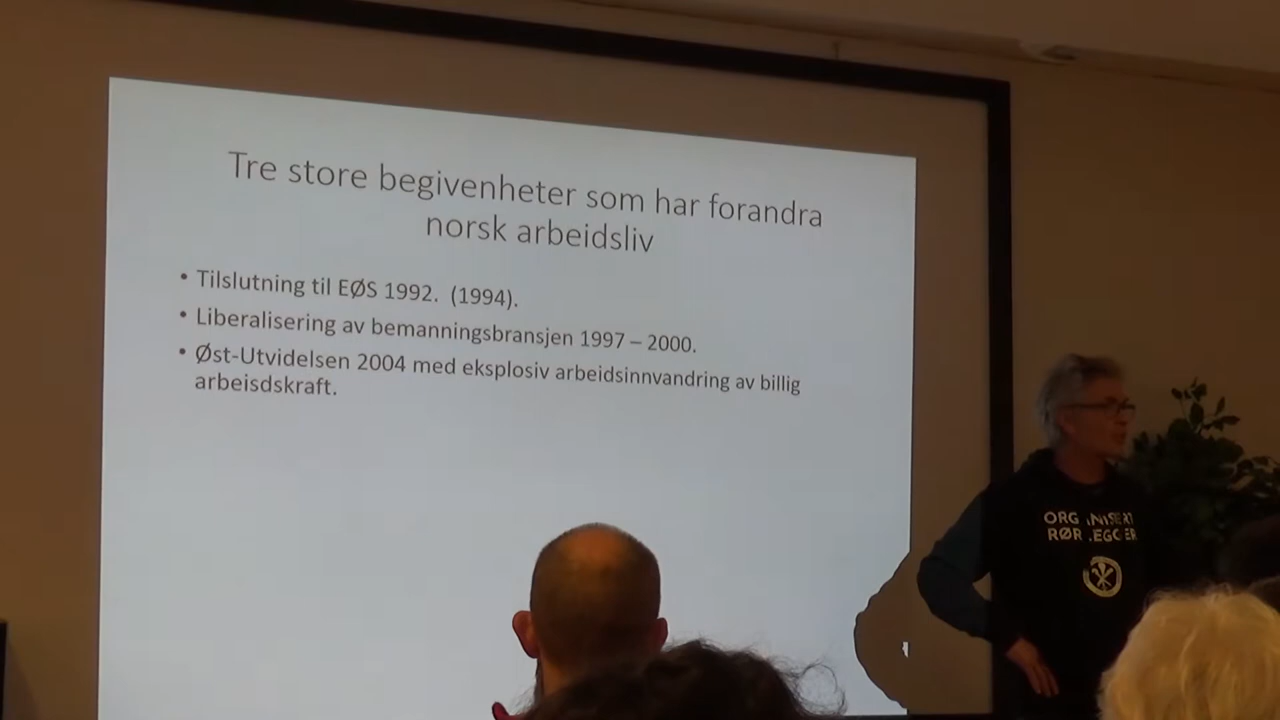 Tre store begivenheter som har forandra
norsk arbeidsliv
• Tilslutning til EØS 1992. (1994).
• Liberalisering av bemanningsbransjen 1997 – 2000.
• Øst-Utvidelsen 2004 med eksplosiv arbeidsinnvandring av billig
arbeisdskraft.
ORGANISERT
RØRLEGGER